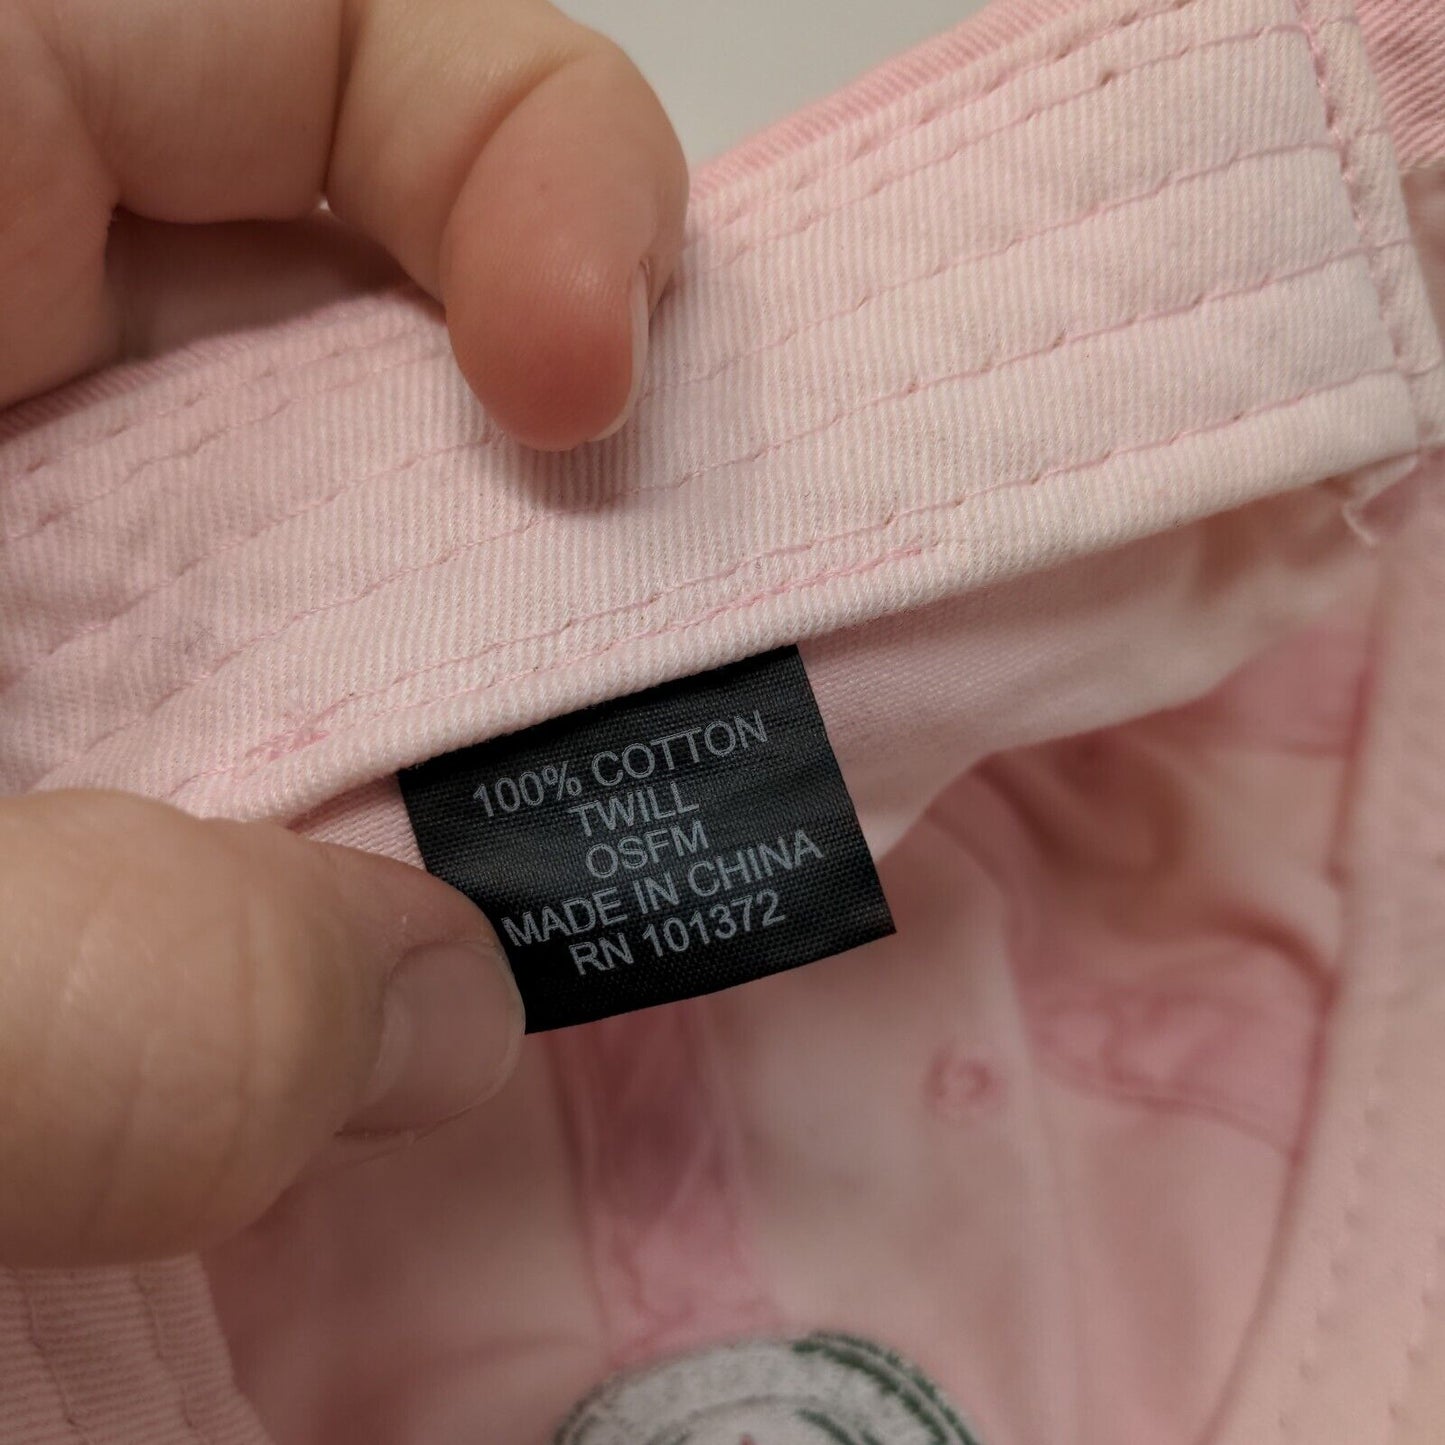 100% COTTON
TWILL
OSFM
MADE IN CHINA
RN 101372